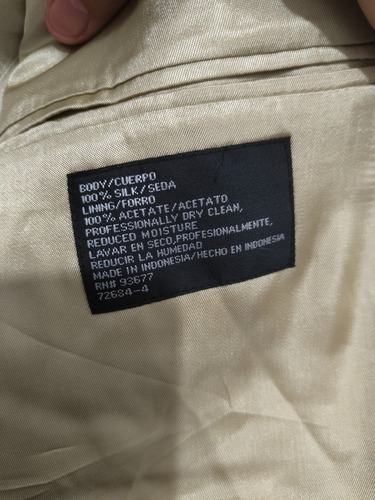 BODY/CUERPO
100% SILK/SEDA
LINING/FORRO
100% ACETATE/ACETATO
PROFESSIONALLY DRY CLEAN,
REDUCED MOISTURE
LAVAR EN SECO,PROFESIONALMENTE,
REDUCIR LA HUMEDAD
MADE IN INDONESIA/HECHO EN INDONESIA
RN# 93677
72684-4